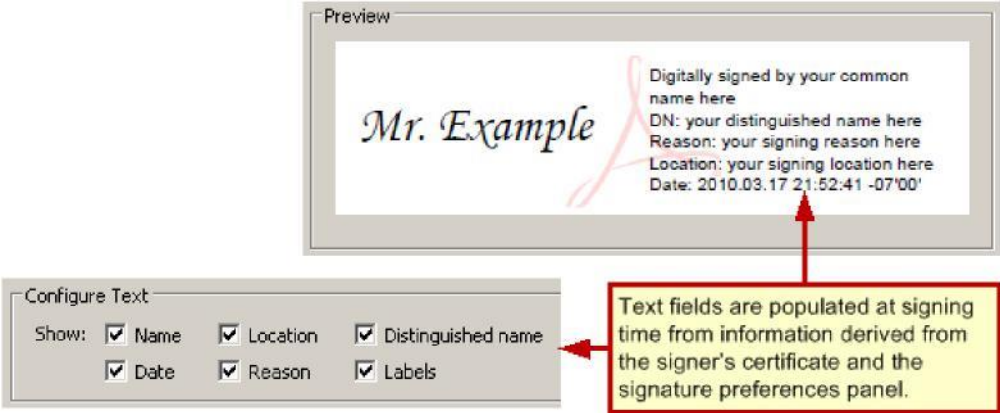 Preview
Mr. Example
Digitally signed by your common
name here
DN: your distinguished name here
Reason: your signing reason here
Location: your signing location here
Date: 2010.03.17 21:52:41 -07'00'
Configure Text
Show: Name Location Distinguished name
Date Reason Labels
Text fields are populated at signing
time from information derived from
the signer's certificate and the
signature preferences panel.